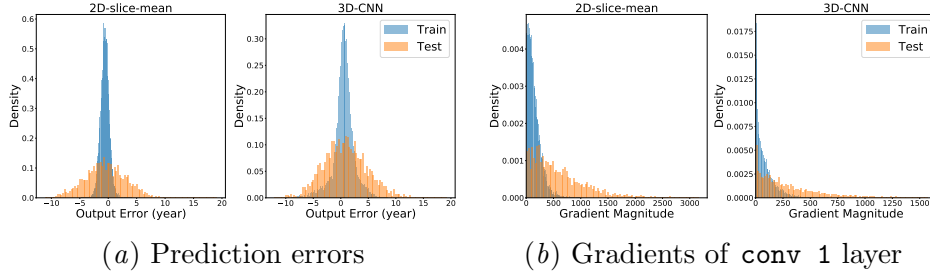 2D-slice-mean
0.6
0.5
0.4
0.3
0.2
0.1
0.0
Density
−10 −5 0 5 10 15 20
Output Error (year)
3D-CNN
Train
Test
0.30
0.25
0.20
0.15
0.10
0.05
0.00
Density
−10 −5 0 5 10 15 20
Output Error (year)
2D-slice-mean
0.005
0.004
0.003
0.002
0.001
0.000
Density
0 500 1000 1500 2000 2500 3000
Gradient Magnitude
3D-CNN
Train
Test
0.0175
0.0150
0.0125
0.0100
0.0075
0.0050
0.0025
0.0000
Density
0 250 500 750 1000 1250 1500
Gradient Magnitude
(a) Prediction errors
(b) Gradients of conv 1 layer